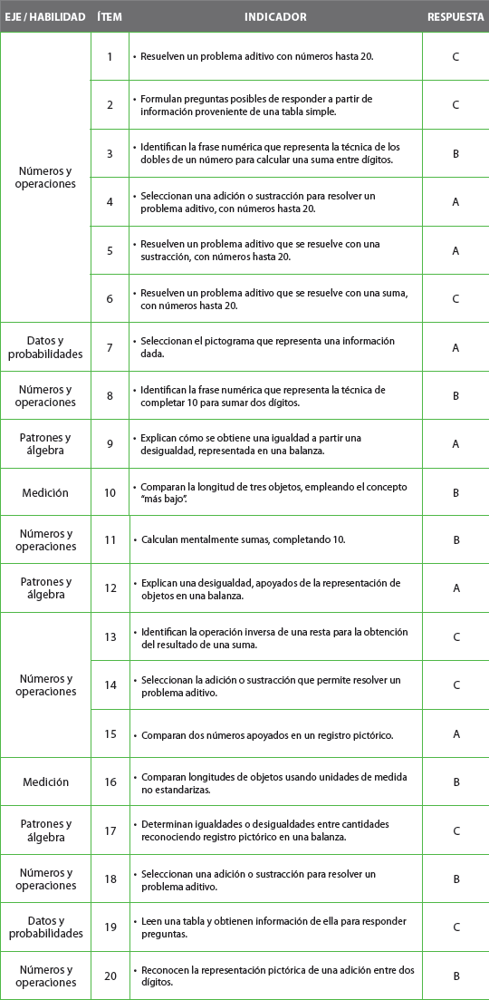 EJE / HABILIDAD ÍTEM INDICADOR RESPUESTA
Números y
operaciones
1 • Resuelven un problema aditivo con números hasta 20. C
2 • Formulan preguntas posibles de responder a partir de
información proveniente de una tabla simple. C
3 • Identifican la frase numérica que representa la técnica de los
dobles de un número para calcular una suma entre dígitos. B
4 • Seleccionan una adición o sustracción para resolver un
problema aditivo, con números hasta 20. A
5 • Resuelven un problema aditivo que se resuelve con una
sustracción, con números hasta 20. A
6 • Resuelven un problema aditivo que se resuelve con una suma,
con números hasta 20. C
Datos y
probabilidades
7 • Seleccionan el pictograma que representa una información
dada. A
Números y
operaciones
8 • Identifican la frase numérica que representa la técnica de
completar 10 para sumar dos dígitos. B
Patrones y
álgebra
9 • Explican cómo se obtiene una igualdad a partir una
desigualdad, representada en una balanza. A
Medición
10 • Comparan la longitud de tres objetos, empleando el concepto
“más bajo”. B
Números y
operaciones
11 • Calculan mentalmente sumas, completando 10. B
Patrones y
álgebra
12 • Explican una desigualdad, apoyados de la representación de
objetos en una balanza. A
Números y
operaciones
13 • Identifican la operación inversa de una resta para la obtención
del resultado de una suma. C
14 • Seleccionan la adición o sustracción que permite resolver un
problema aditivo. C
15 • Comparan dos números apoyados en un registro pictórico. A
Medición
16 • Comparan longitudes de objetos usando unidades de medida
no estandarizas. B
Patrones y
álgebra
17 • Determinan igualdades o desigualdades entre cantidades
reconociendo registro pictórico en una balanza. C
Números y
operaciones
18 • Seleccionan una adición o sustracción para resolver un
problema aditivo. B
Datos y
probabilidades
19 • Leen una tabla y obtienen información de ella para responder
preguntas. C
Números y
operaciones
20 • Reconocen la representación pictórica de una adición entre dos
dígitos. B